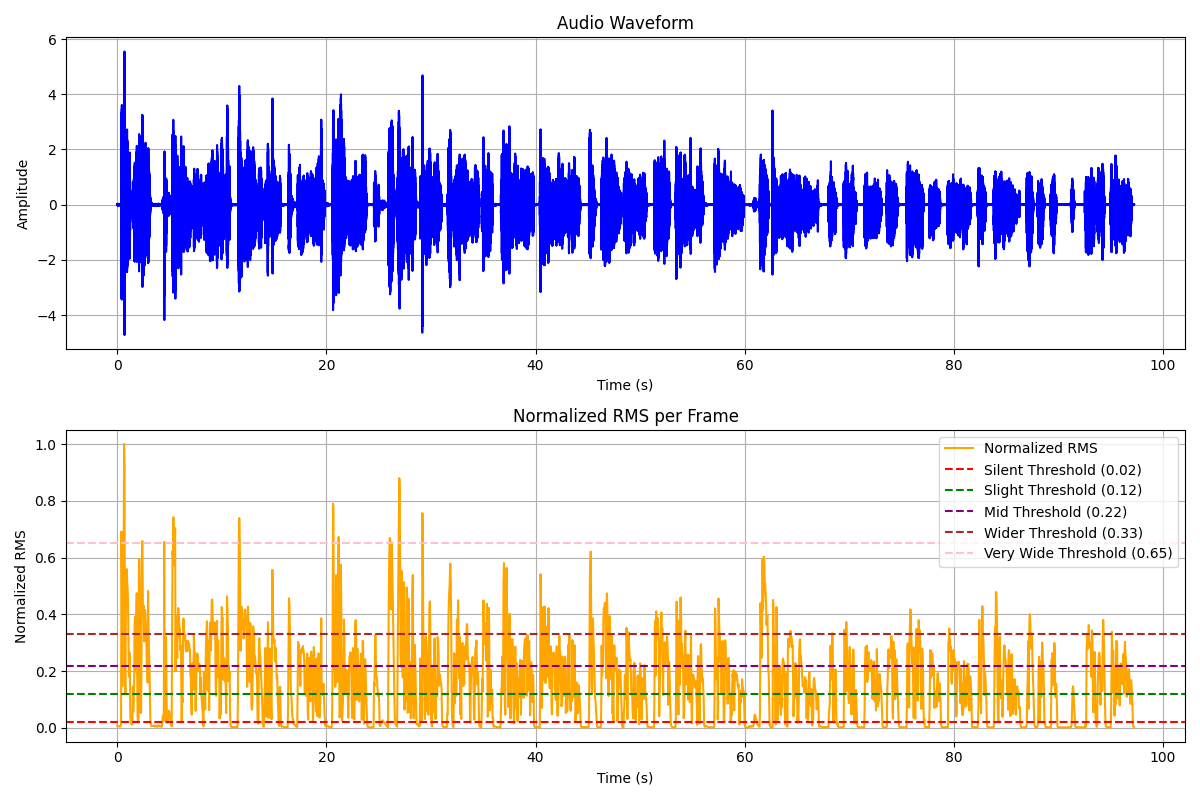 Audio Waveform
6
4
2
0
−2
−4
Amplitude
0 20 40 60 80 100
Time (s)
Normalized RMS per Frame
1.0
0.8
0.6
0.4
0.2
0.0
Normalized RMS
Normalized RMS
Silent Threshold (0.02)
Slight Threshold (0.12)
Mid Threshold (0.22)
Wider Threshold (0.33)
Very Wide Threshold (0.65)
0 20 40 60 80 100
Time (s)